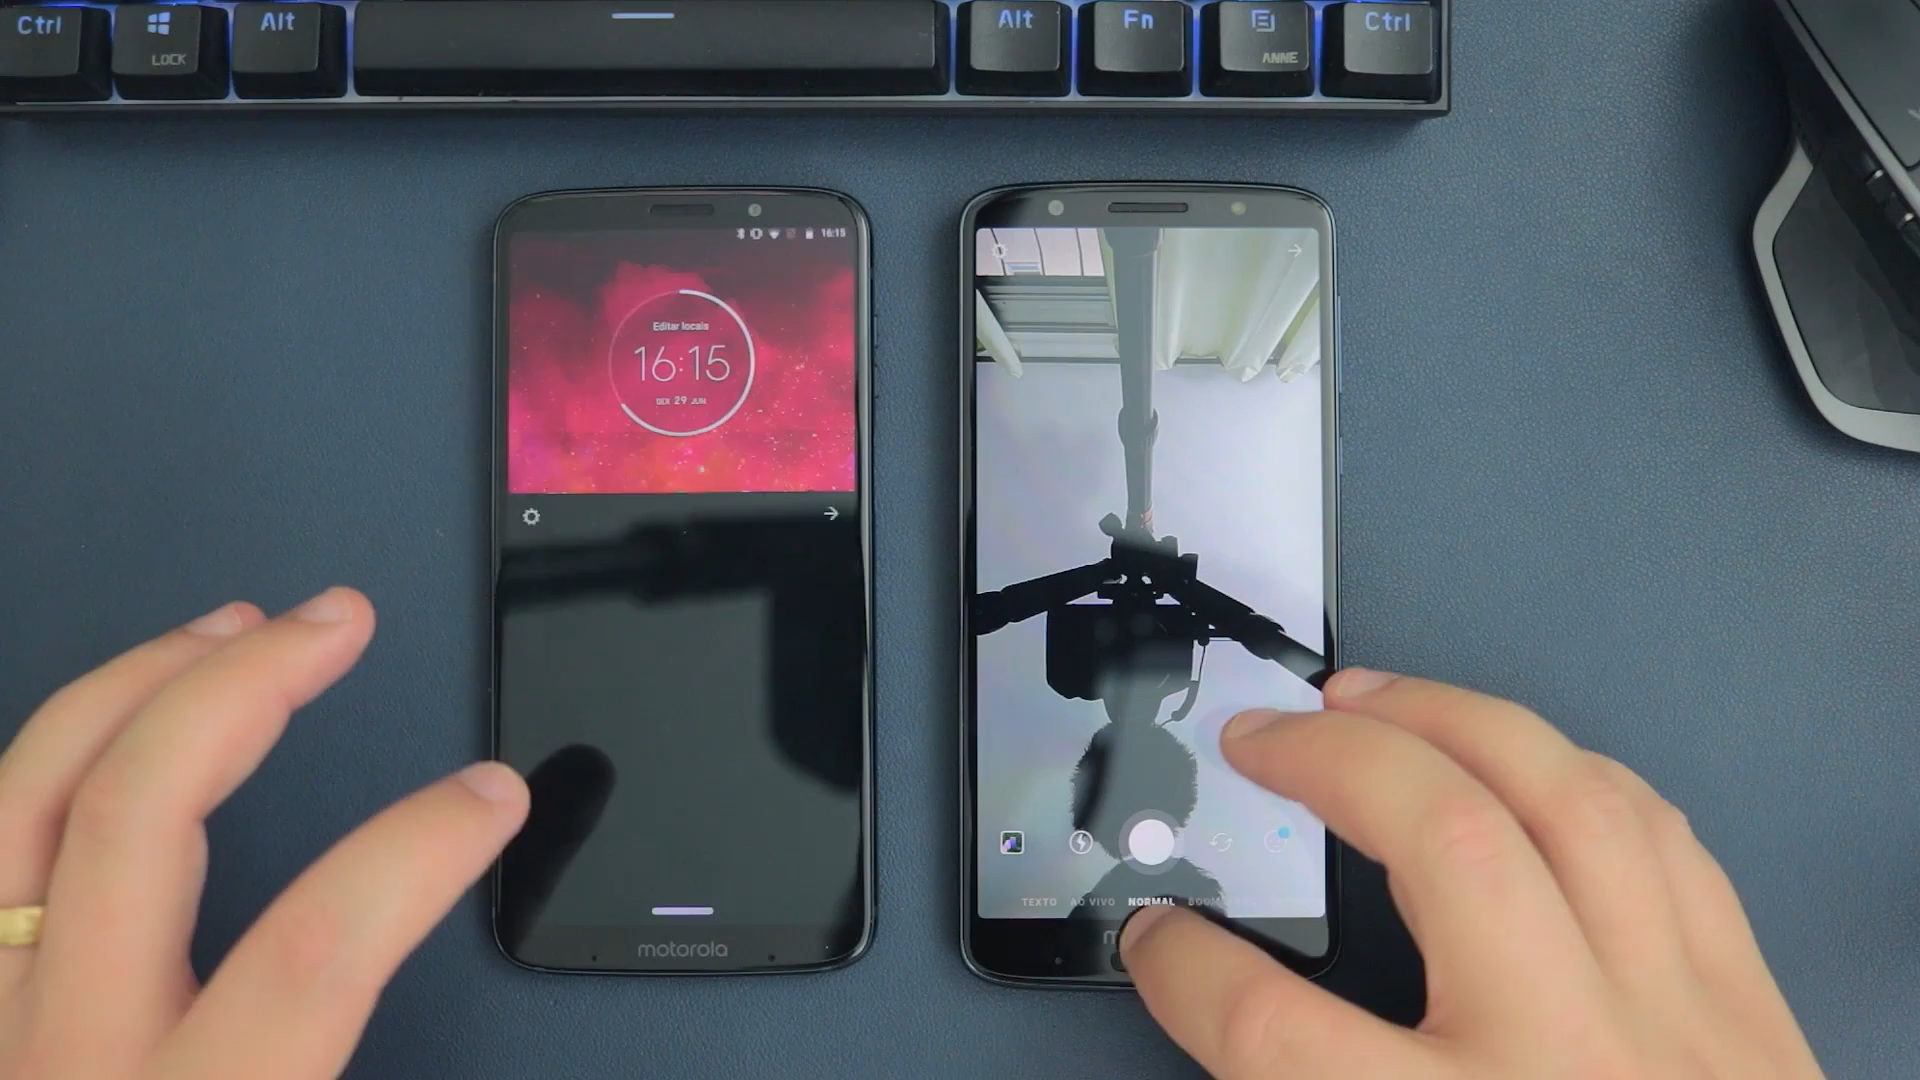 Ctrl
LOCK
Alt
Alt
Fn
ANNE
Ctrl
16:15
Editar locais
16:15
SEX 29 JUN
motorola
TEXTO AO VIVO NORMAL
m